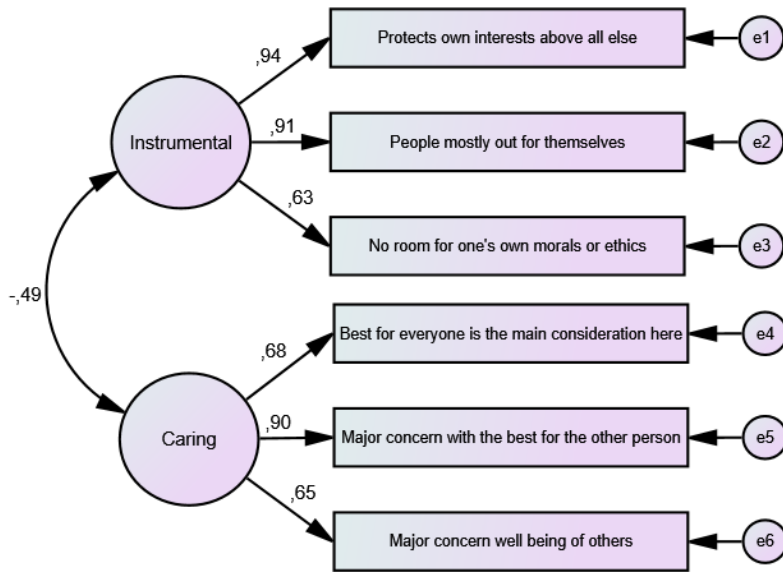 Protects own interests above all else
e1
,94
Instrumental
,91
People mostly out for themselves
e2
,63
No room for one's own morals or ethics
e3
-,49
Best for everyone is the main consideration here
e4
,68
Caring
,90
Major concern with the best for the other person
e5
,65
Major concern well being of others
e6